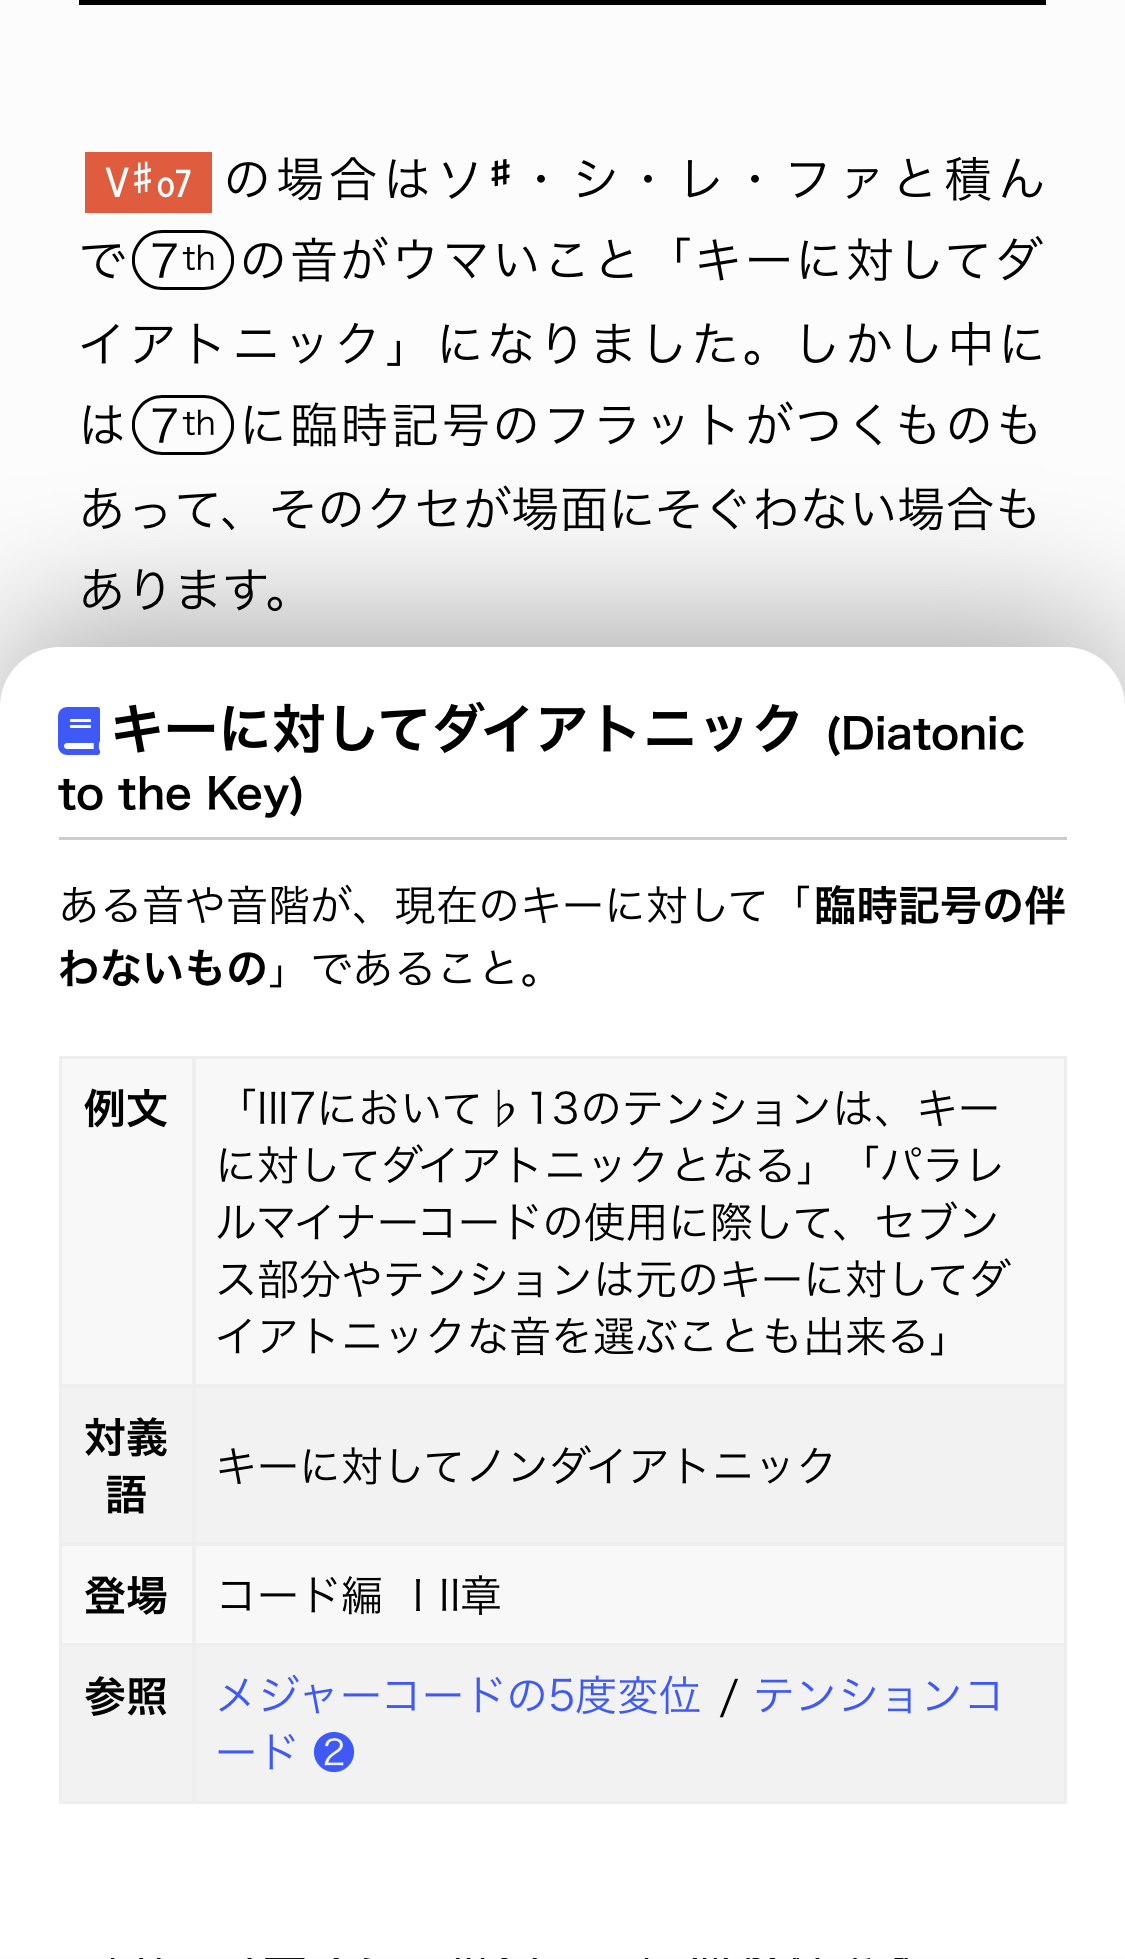 V♯o7 の場合はソ♯・シ・レ・ファと積ん
で7thの音がウマいこと「キーに対してダ
イアトニック」になりました。しかし中に
は7thに臨時記号のフラットがつくものも
あって、そのクセが場面にそぐわない場合も
あります。
キーに対してダイアトニック (Diatonic
to the Key)
ある音や音階が、現在のキーに対して「臨時記号の伴
わないもの」であること。
例文
「III7において♭13のテンションは、キー
に対してダイアトニックとなる」「パラレ
ルマイナーコードの使用に際して、セブン
ス部分やテンションは元のキーに対してダ
イアトニックな音を選ぶことも出来る」
対義
語
キーに対してノンダイアトニック
登場
コード編 I II章
参照
メジャーコードの5度変位 / テンションコ
ード ❷